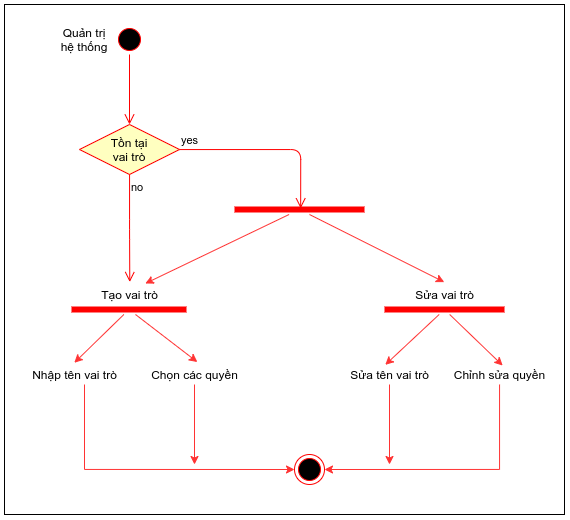 Quản trị
hệ thống
Tồn tại
vai trò
yes
no
Tạo vai trò
Sửa vai trò
Nhập tên vai trò
Chọn các quyền
Sửa tên vai trò
Chỉnh sửa quyền